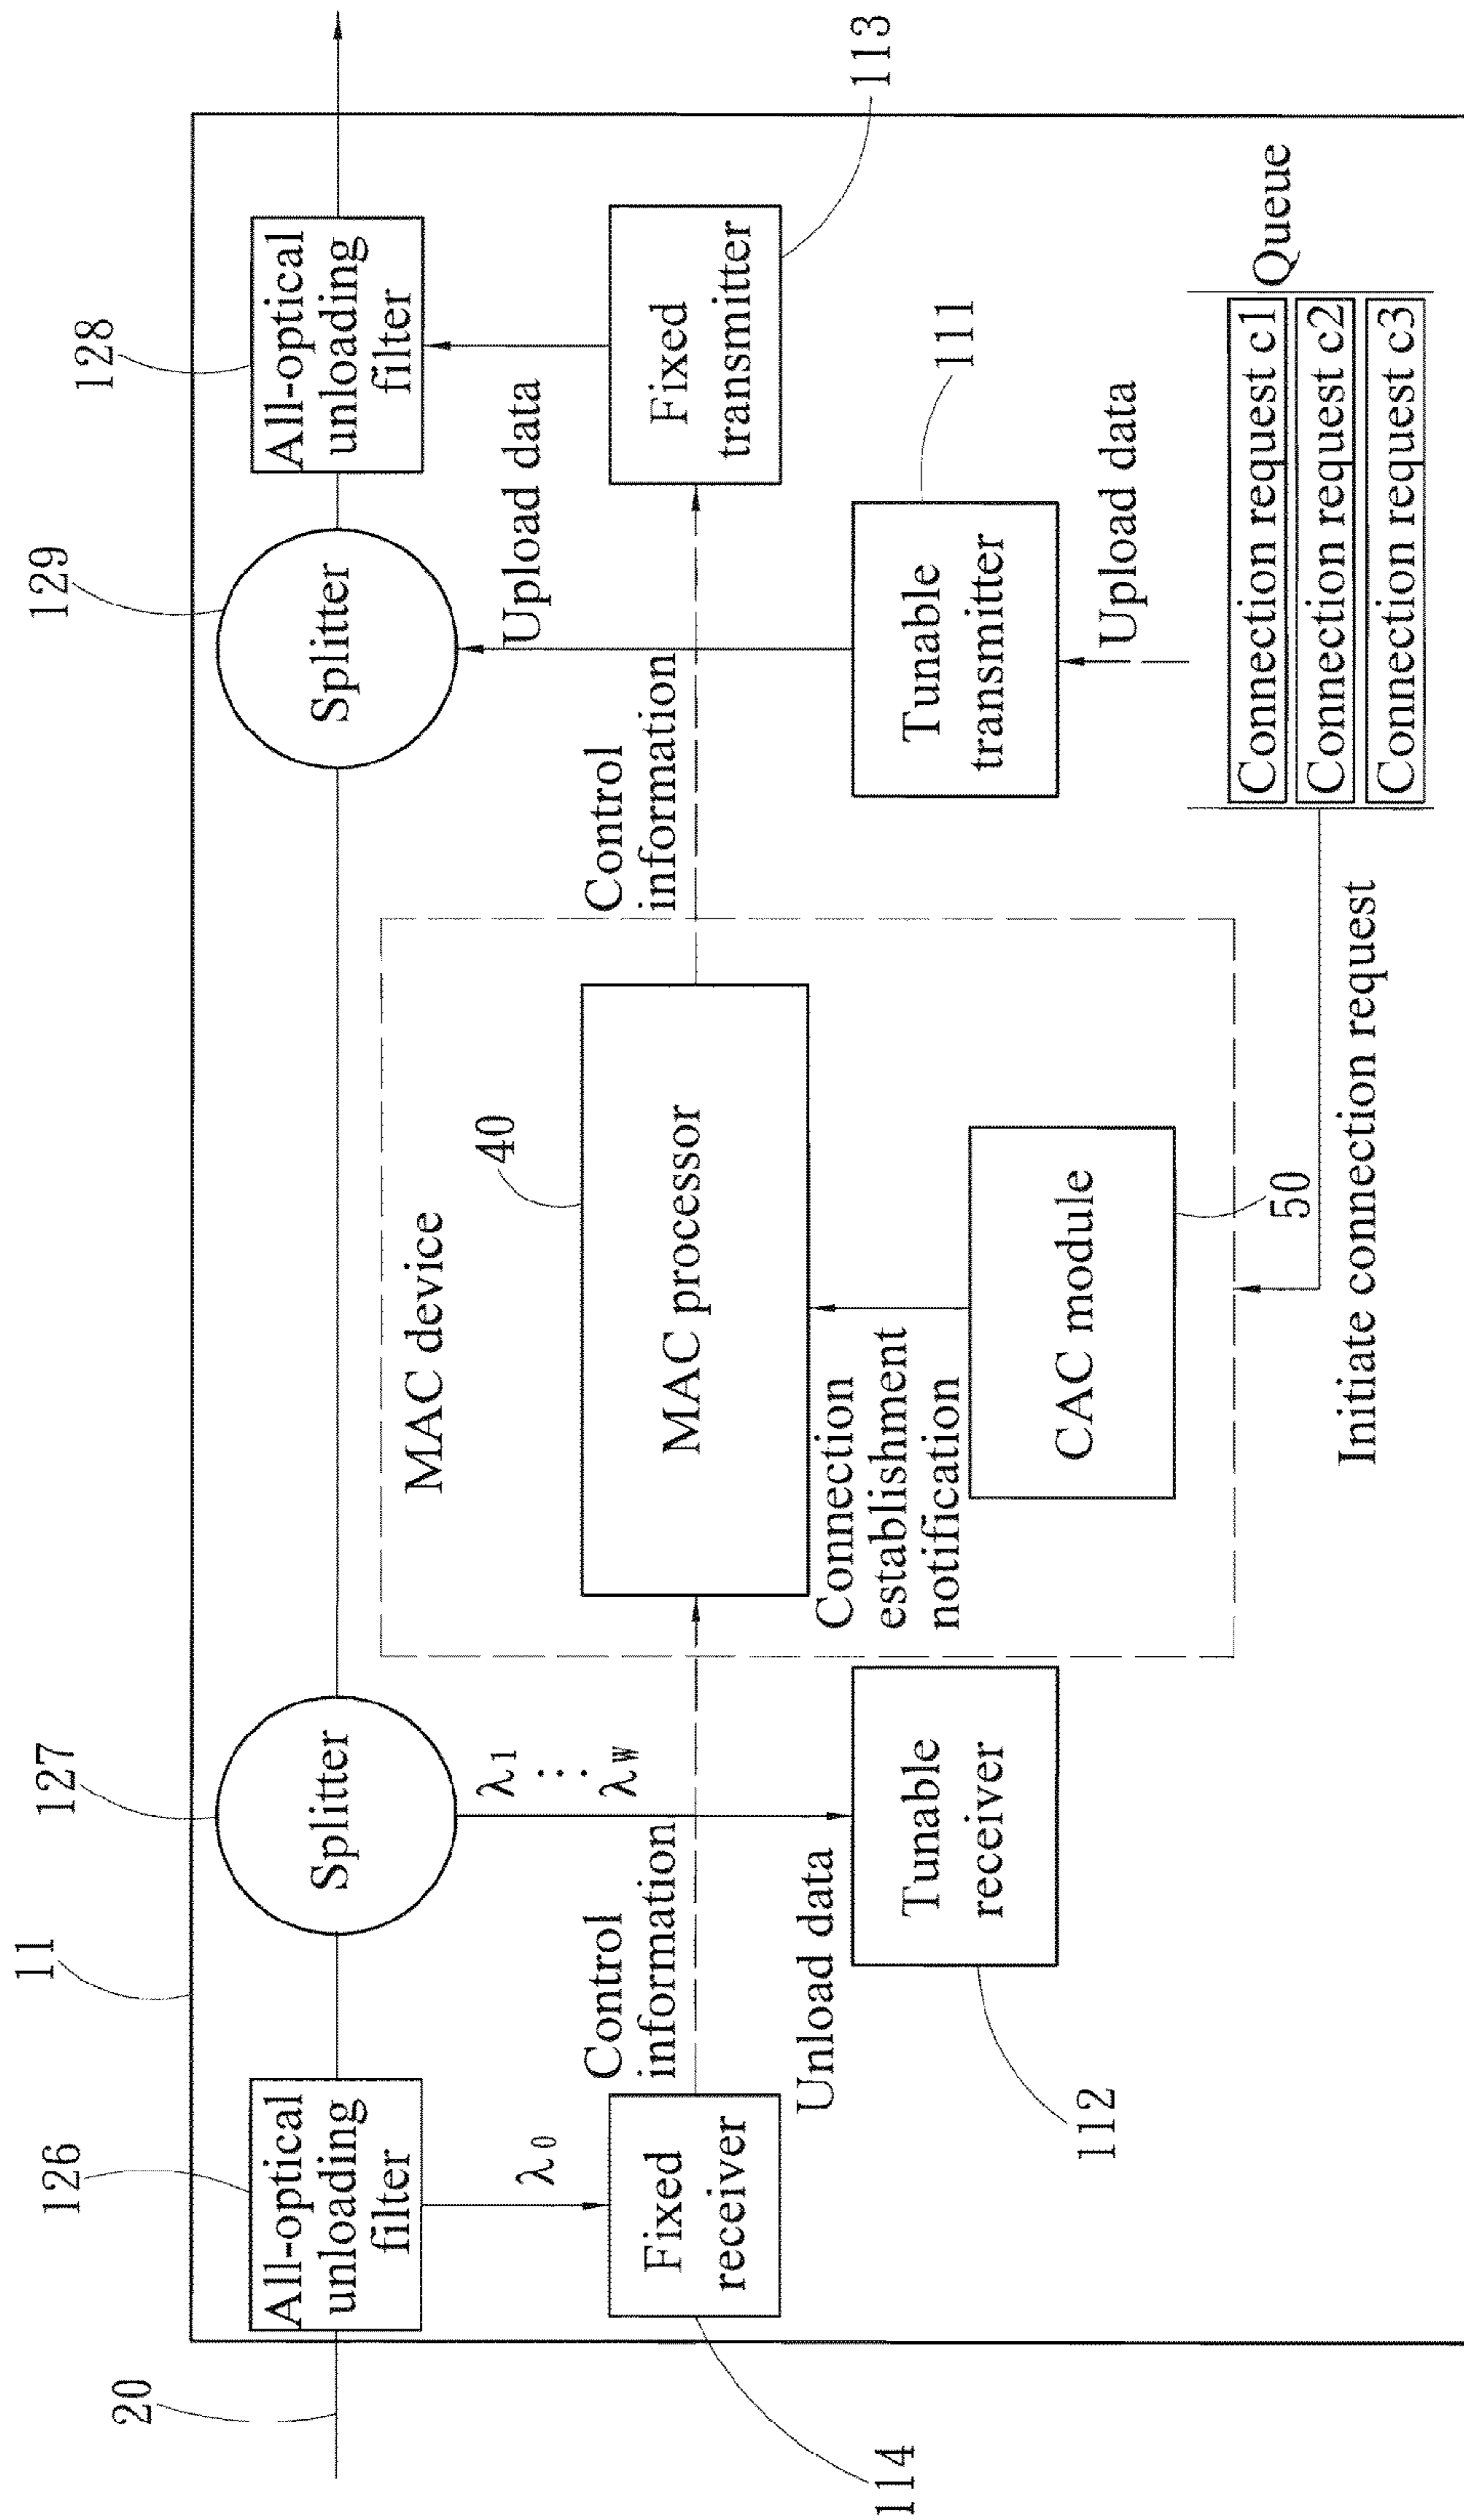 11
20
126
All-optical
unloading
filter
127
Splitter
129
Splitter
128
All-optical
unloading
filter
λ0
λ1
⋮
λW
Control
information
MAC device
40
MAC processor
Control
information
Upload data
Fixed
receiver
114
Fixed
transmitter
113
Unload data
Tunable
receiver
112
Connection
establishment
notification
CAC module
50
Tunable
transmitter
111
Upload data
Initiate connection request
Queue
Connection request c1
Connection request c2
Connection request c3